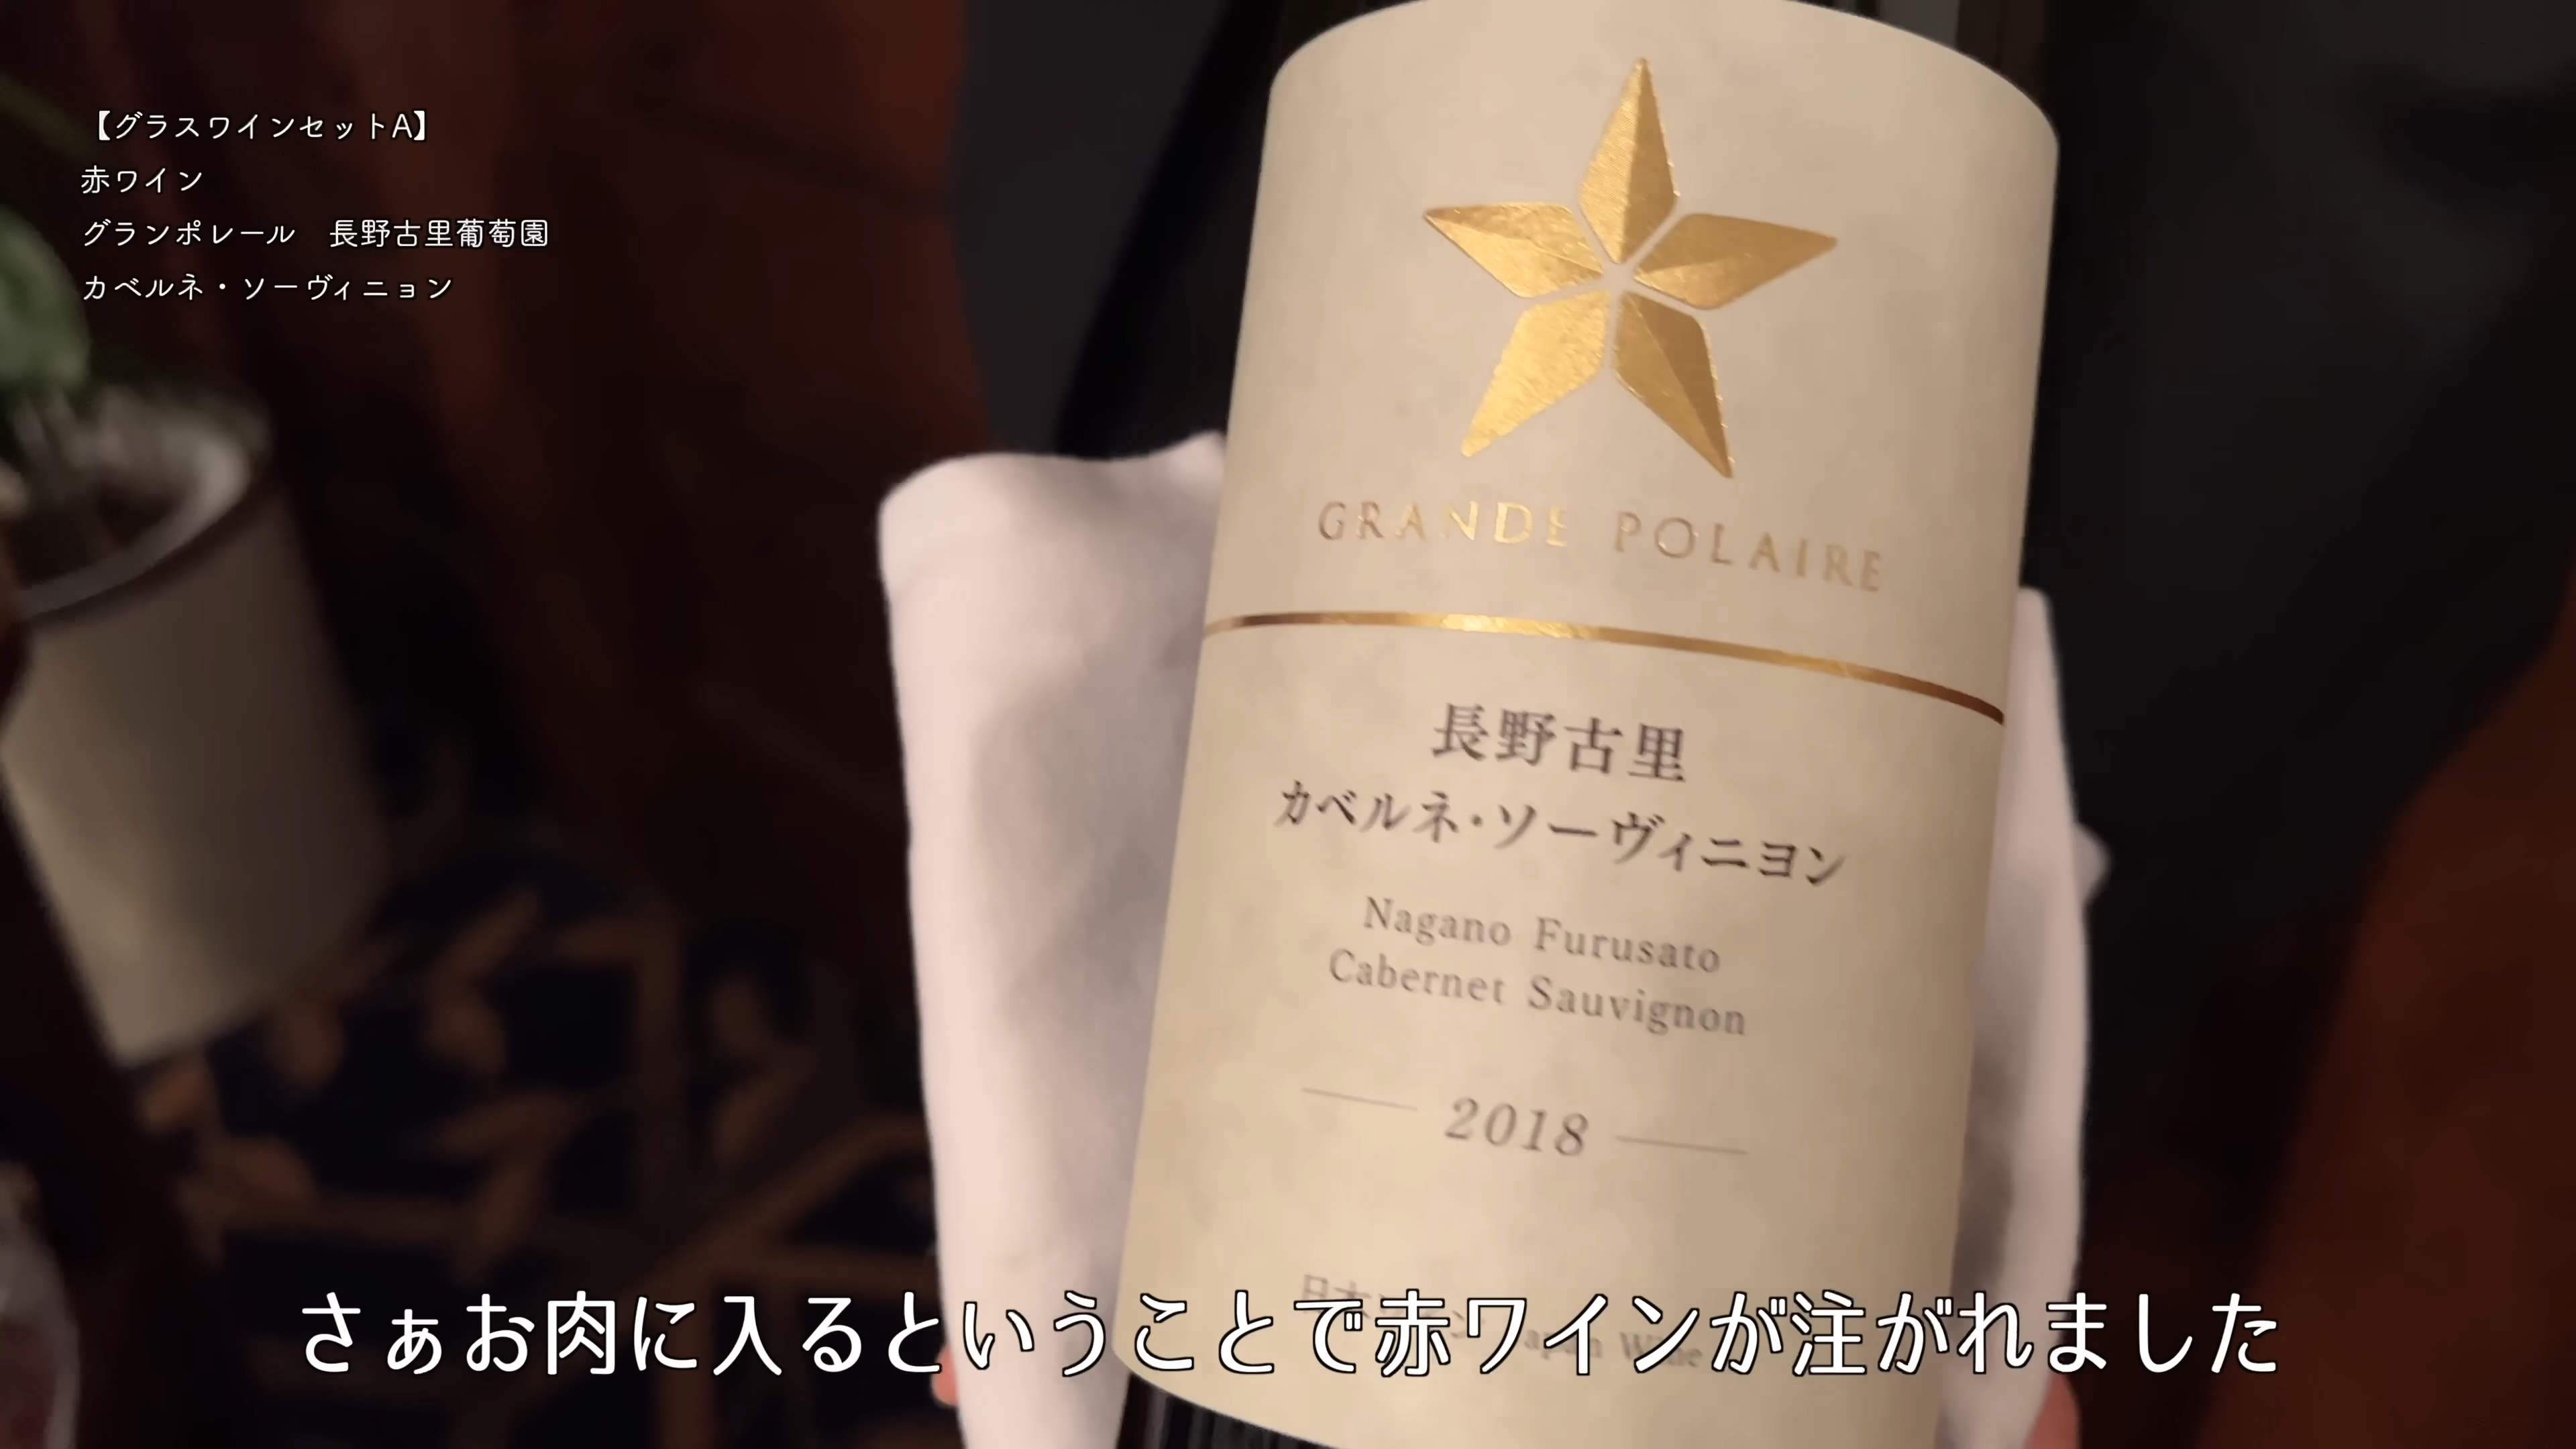 【グラスワインセットA】
赤ワイン
グランポレール　長野古里葡萄園
カベルネ・ソーヴィニョン
GRANDE POLAIRE
長野古里
カベルネ・ソーヴィニヨン
Nagano Furusato
Cabernet Sauvignon
2018
さぁお肉に入るということで赤ワインが注がれました